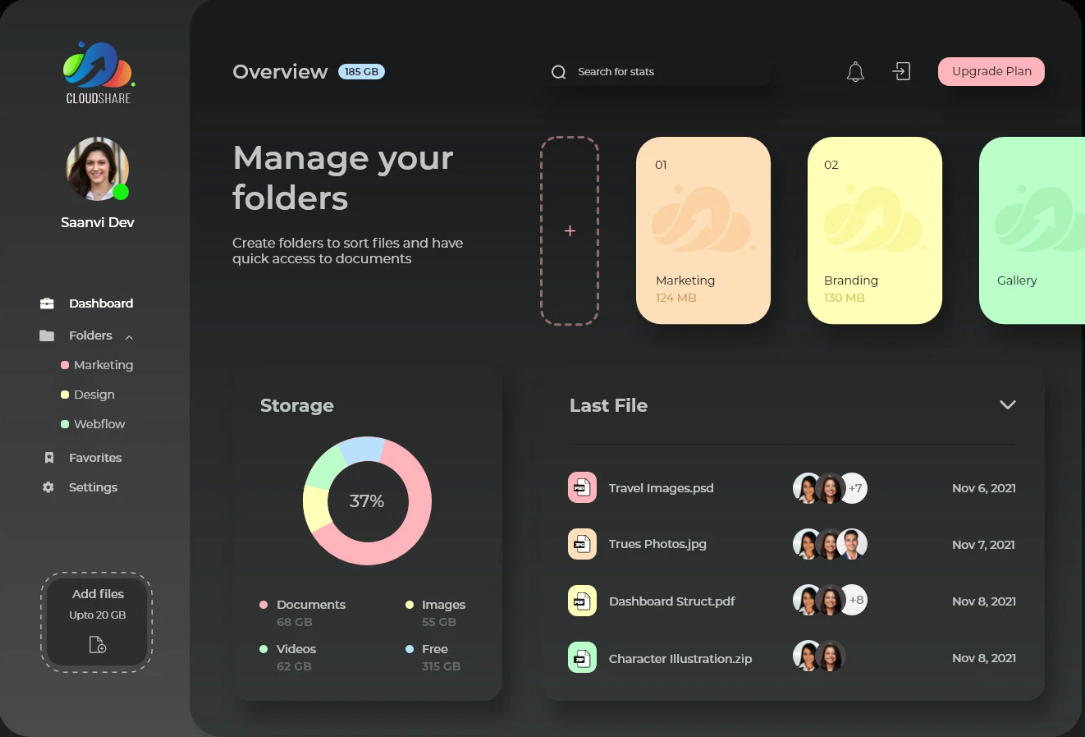 CLOUDSHARE
Saanvi Dev
Dashboard
Folders
Marketing
Design
Webflow
Favorites
Settings
Add files
Upto 20 GB
Overview
185 GB
Search for stats
Upgrade Plan
Manage your
folders
Create folders to sort files and have
quick access to documents
+
01
Marketing
124 MB
02
Branding
130 MB
Gallery
Storage
37%
Documents
68 GB
Images
55 GB
Videos
62 GB
Free
315 GB
Last File
Travel Images.psd
+7
Nov 6, 2021
Trues Photos.jpg
Nov 7, 2021
Dashboard Struct.pdf
+8
Nov 8, 2021
Character Illustration.zip
Nov 8, 2021